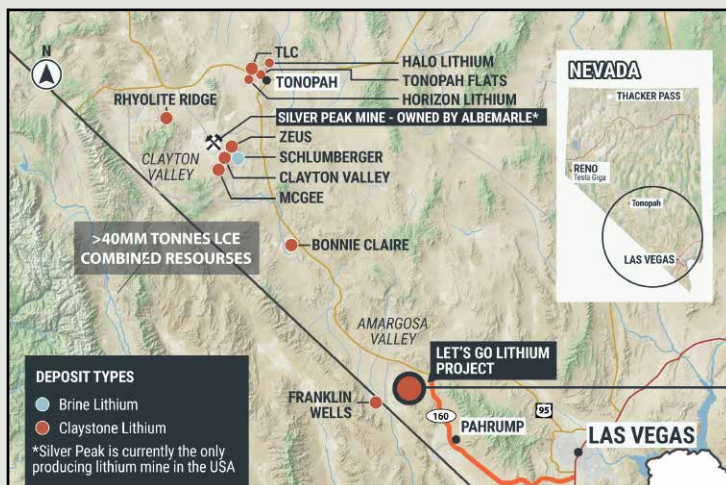 N
TLC
HALO LITHIUM
TONOPAH
TONOPAH FLATS
HORIZON LITHIUM
RHYOLITE RIDGE
SILVER PEAK MINE - OWNED BY ALBEMARLE*
ZEUS
CLAYTON
VALLEY
SCHLUMBERGER
CLAYTON VALLEY
MCGEE
>40MM TONNES LCE
COMBINED RESOURSES
BONNIE CLAIRE
AMARGOSA
VALLEY
LET'S GO LITHIUM
PROJECT
FRANKLIN
WELLS
160
95
PAHRUMP
LAS VEGAS
DEPOSIT TYPES
Brine Lithium
Claystone Lithium
*Silver Peak is currently the only
producing lithium mine in the USA
NEVADA
THACKER PASS
RENO
Tesla Giga
Tonopah
LAS VEGAS